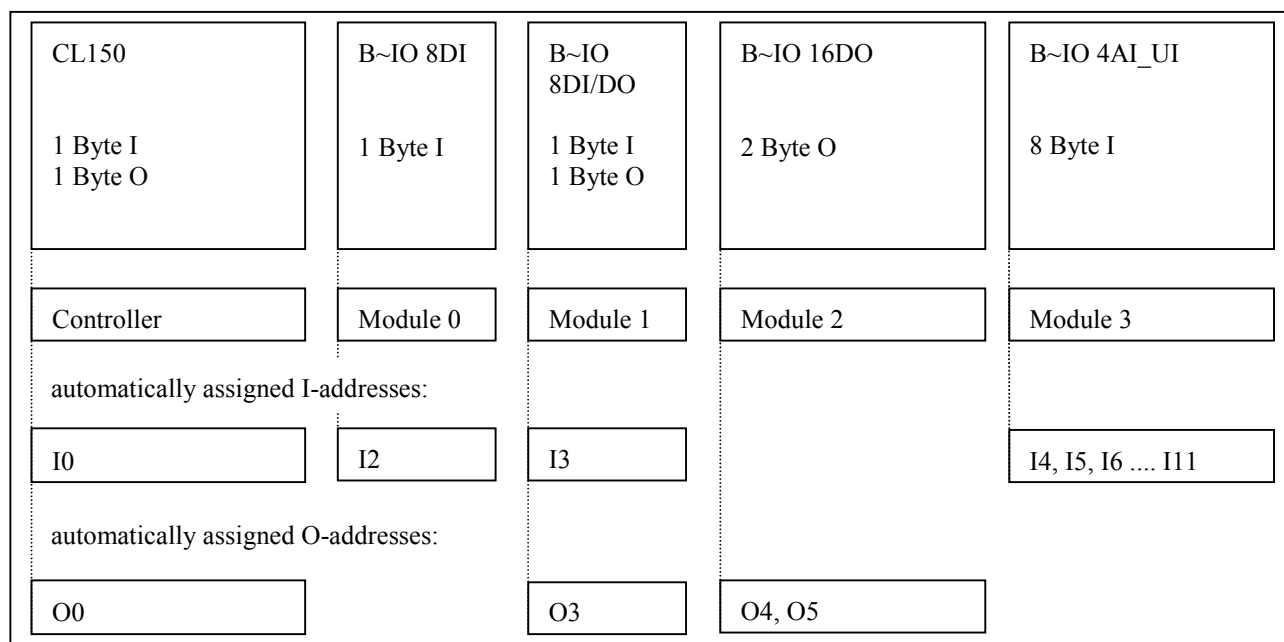 CL150
1 Byte I
1 Byte O
B~IO 8DI
1 Byte I
B~IO
8DI/DO
1 Byte I
1 Byte O
B~IO 16DO
2 Byte O
B~IO 4AI_UI
8 Byte I
Controller
Module 0
Module 1
Module 2
Module 3
automatically assigned I-addresses:
I0
I2
I3
I4, I5, I6 .... I11
automatically assigned O-addresses:
O0
O3
O4, O5